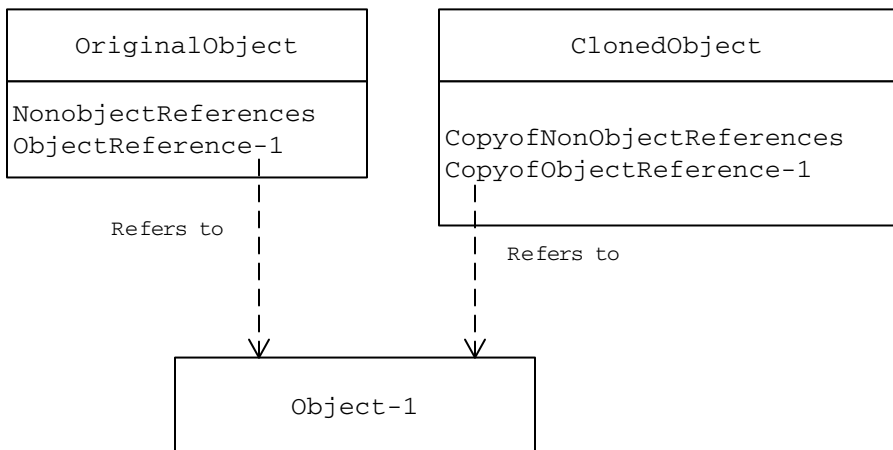 OriginalObject
NonobjectReferences
ObjectReference-1
Refers to
ClonedObject
CopyofNonObjectReferences
CopyofObjectReference-1
Refers to
Object-1